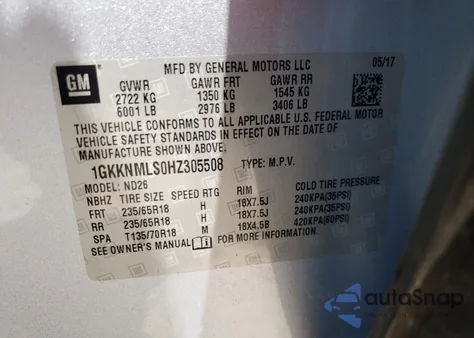 GM
MFD BY GENERAL MOTORS LLC 05/17
GVWR GAWR FRT GAWR RR
2722 KG 1350 KG 1545 KG
6001 LB 2976 LB 3406 LB
THIS VEHICLE CONFORMS TO ALL APPLICABLE U.S. FEDERAL MOTOR
VEHICLE SAFETY STANDARDS IN EFFECT ON THE DATE OF
MANUFACTURE SHOWN ABOVE.
1GKKNMLS0HZ305508 TYPE: M.P.V.
MODEL: ND26
NBHZ TIRE SIZE SPEED RTG RIM COLD TIRE PRESSURE
FRT 235/65R18 H 18X7.5J 240KPA(35PSI)
RR 235/65R18 H 18X7.5J 240KPA(35PSI)
SPA T135/70R18 M 18X4.5B 420KPA(60PSI)
SEE OWNER'S MANUAL FOR MORE INFORMATION.
autoSnap